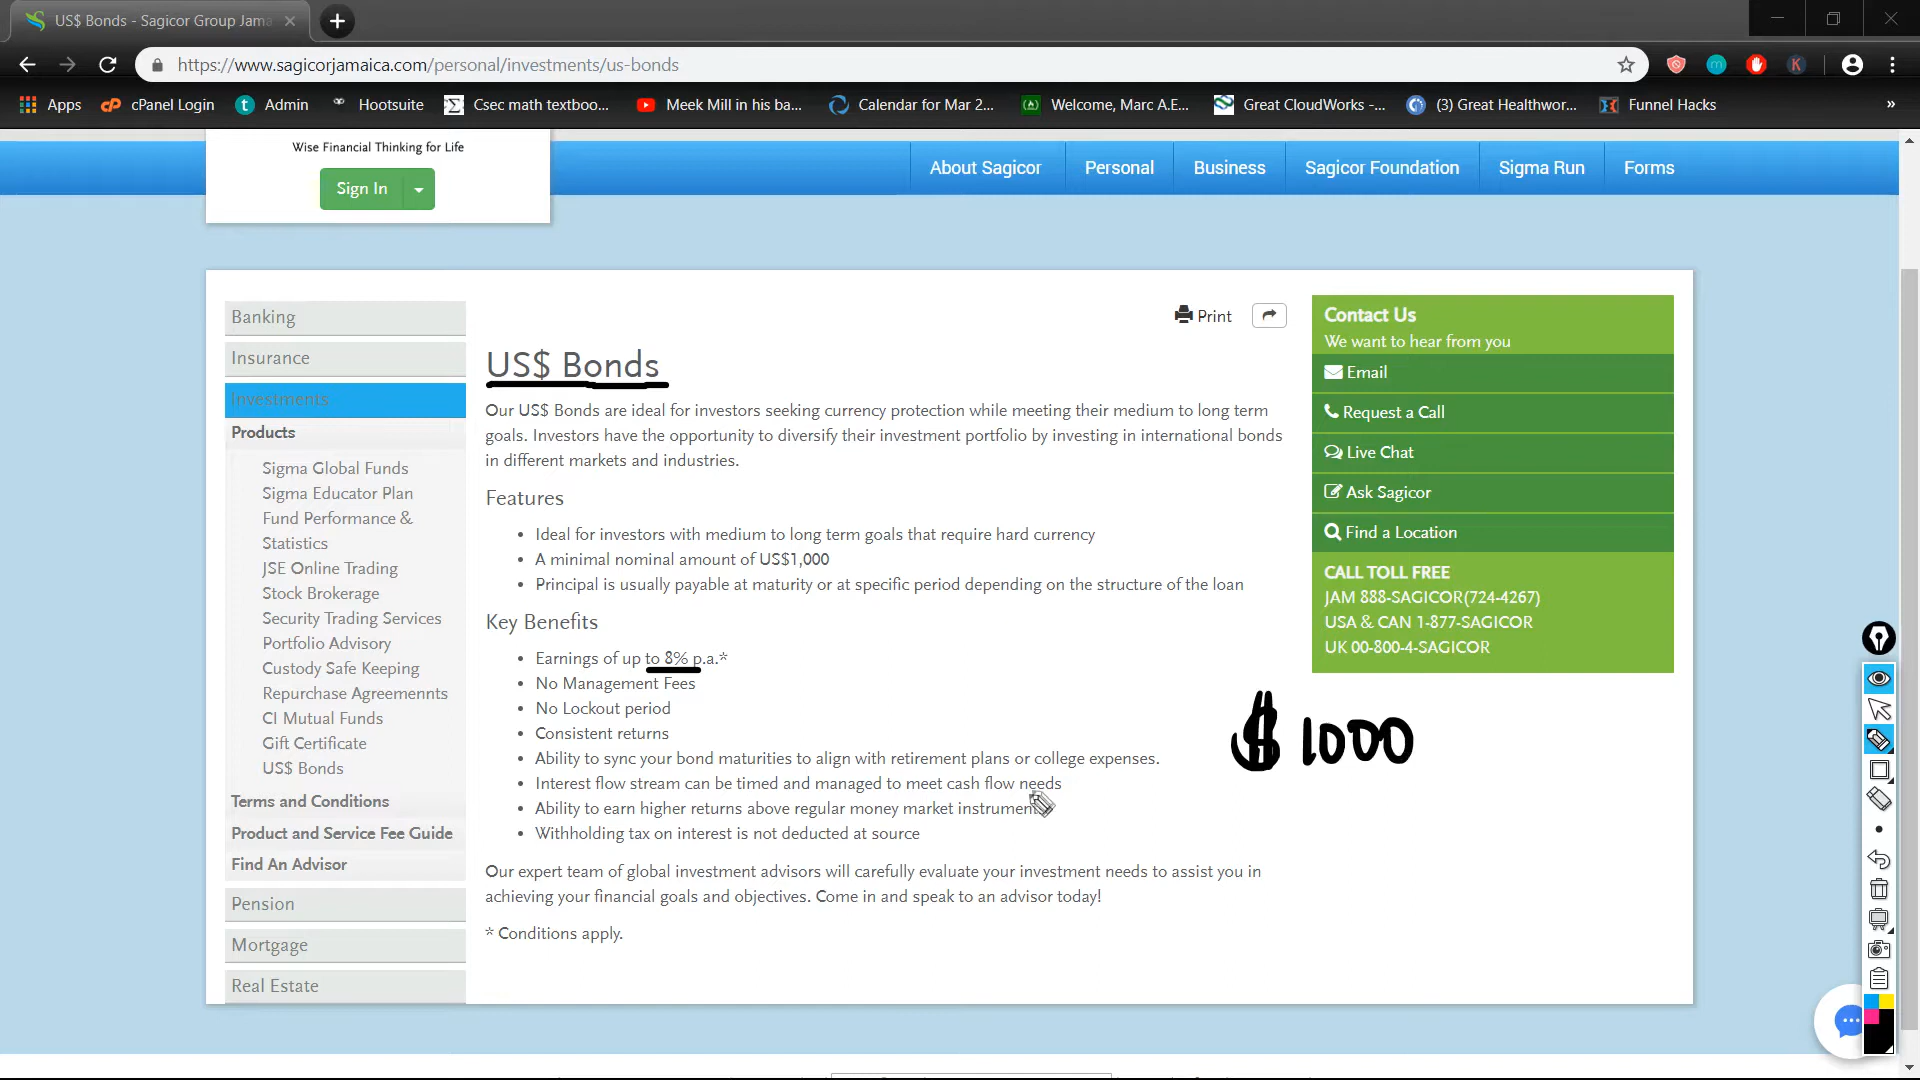 US$ Bonds - Sagicor Group Jama
https://www.sagicorjamaica.com/personal/investments/us-bonds
Apps cPanel Login Admin Hootsuite Csec math textboo... Meek Mill in his ba... Calendar for Mar 2... Welcome, Marc A.E... Great CloudWorks -... (3) Great Healthwor... Funnel Hacks »
Wise Financial Thinking for Life
Sign In
About Sagicor Personal Business Sagicor Foundation Sigma Run Forms
Banking
Insurance
Investments
Products
Sigma Global Funds
Sigma Educator Plan
Fund Performance &
Statistics
JSE Online Trading
Stock Brokerage
Security Trading Services
Portfolio Advisory
Custody Safe Keeping
Repurchase Agreemennts
CI Mutual Funds
Gift Certificate
US$ Bonds
Terms and Conditions
Product and Service Fee Guide
Find An Advisor
Pension
Mortgage
Real Estate
Print
US$ Bonds
Our US$ Bonds are ideal for investors seeking currency protection while meeting their medium to long term
goals. Investors have the opportunity to diversify their investment portfolio by investing in international bonds
in different markets and industries.
Features
• Ideal for investors with medium to long term goals that require hard currency
• A minimal nominal amount of US$1,000
• Principal is usually payable at maturity or at specific period depending on the structure of the loan
Key Benefits
• Earnings of up to 8% p.a.*
• No Management Fees
• No Lockout period
• Consistent returns
• Ability to sync your bond maturities to align with retirement plans or college expenses.
• Interest flow stream can be timed and managed to meet cash flow needs
• Ability to earn higher returns above regular money market instruments
• Withholding tax on interest is not deducted at source
Our expert team of global investment advisors will carefully evaluate your investment needs to assist you in
achieving your financial goals and objectives. Come in and speak to an advisor today!
* Conditions apply.
Contact Us
We want to hear from you
Email
Request a Call
Live Chat
Ask Sagicor
Find a Location
CALL TOLL FREE
JAM 888-SAGICOR(724-4267)
USA & CAN 1-877-SAGICOR
UK 00-800-4-SAGICOR
$ 1000